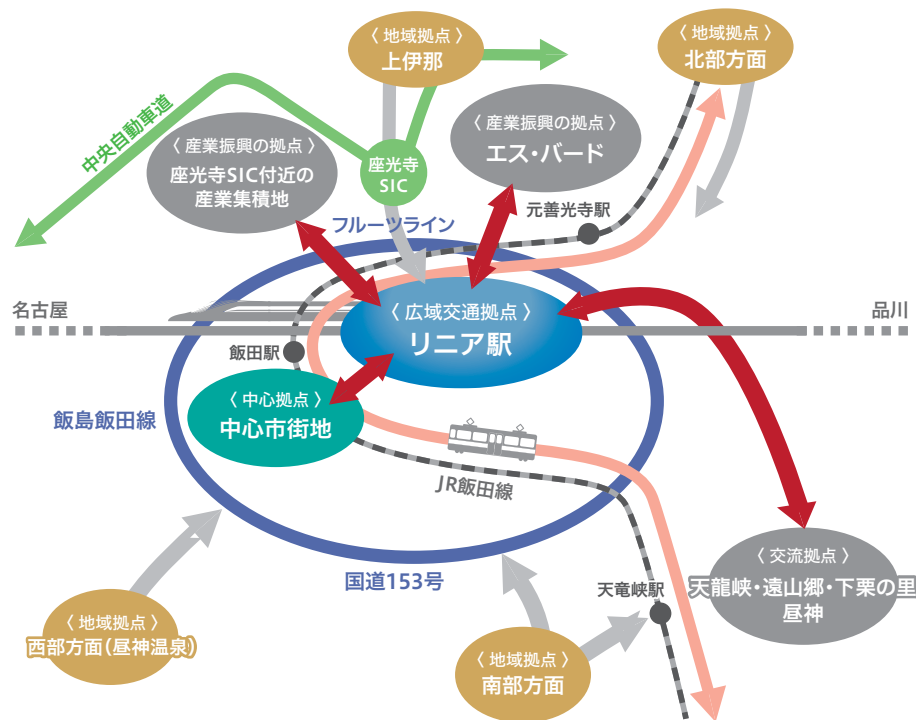 〈 地域拠点 〉
上伊那
〈 地域拠点 〉
北部方面
中央自動車道
〈 産業振興の拠点 〉
座光寺SIC付近の
産業集積地
座光寺
SIC
〈 産業振興の拠点 〉
エス・バード
元善光寺駅
フルーツライン
名古屋
〈 広域交通拠点 〉
リニア駅
品川
飯田駅
〈 中心拠点 〉
中心市街地
飯島飯田線
JR飯田線
国道153号
〈 地域拠点 〉
西部方面(昼神温泉)
〈 地域拠点 〉
南部方面
天竜峡駅
〈 交流拠点 〉
天龍峡・遠山郷・下栗の里
昼神